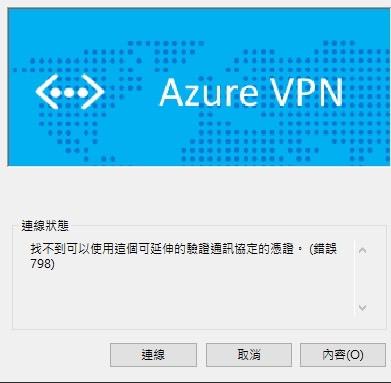 Azure VPN
連線狀態
找不到可以使用這個可延伸的驗證通訊協定的憑證。 (錯誤
798)
連線
取消
內容(O)